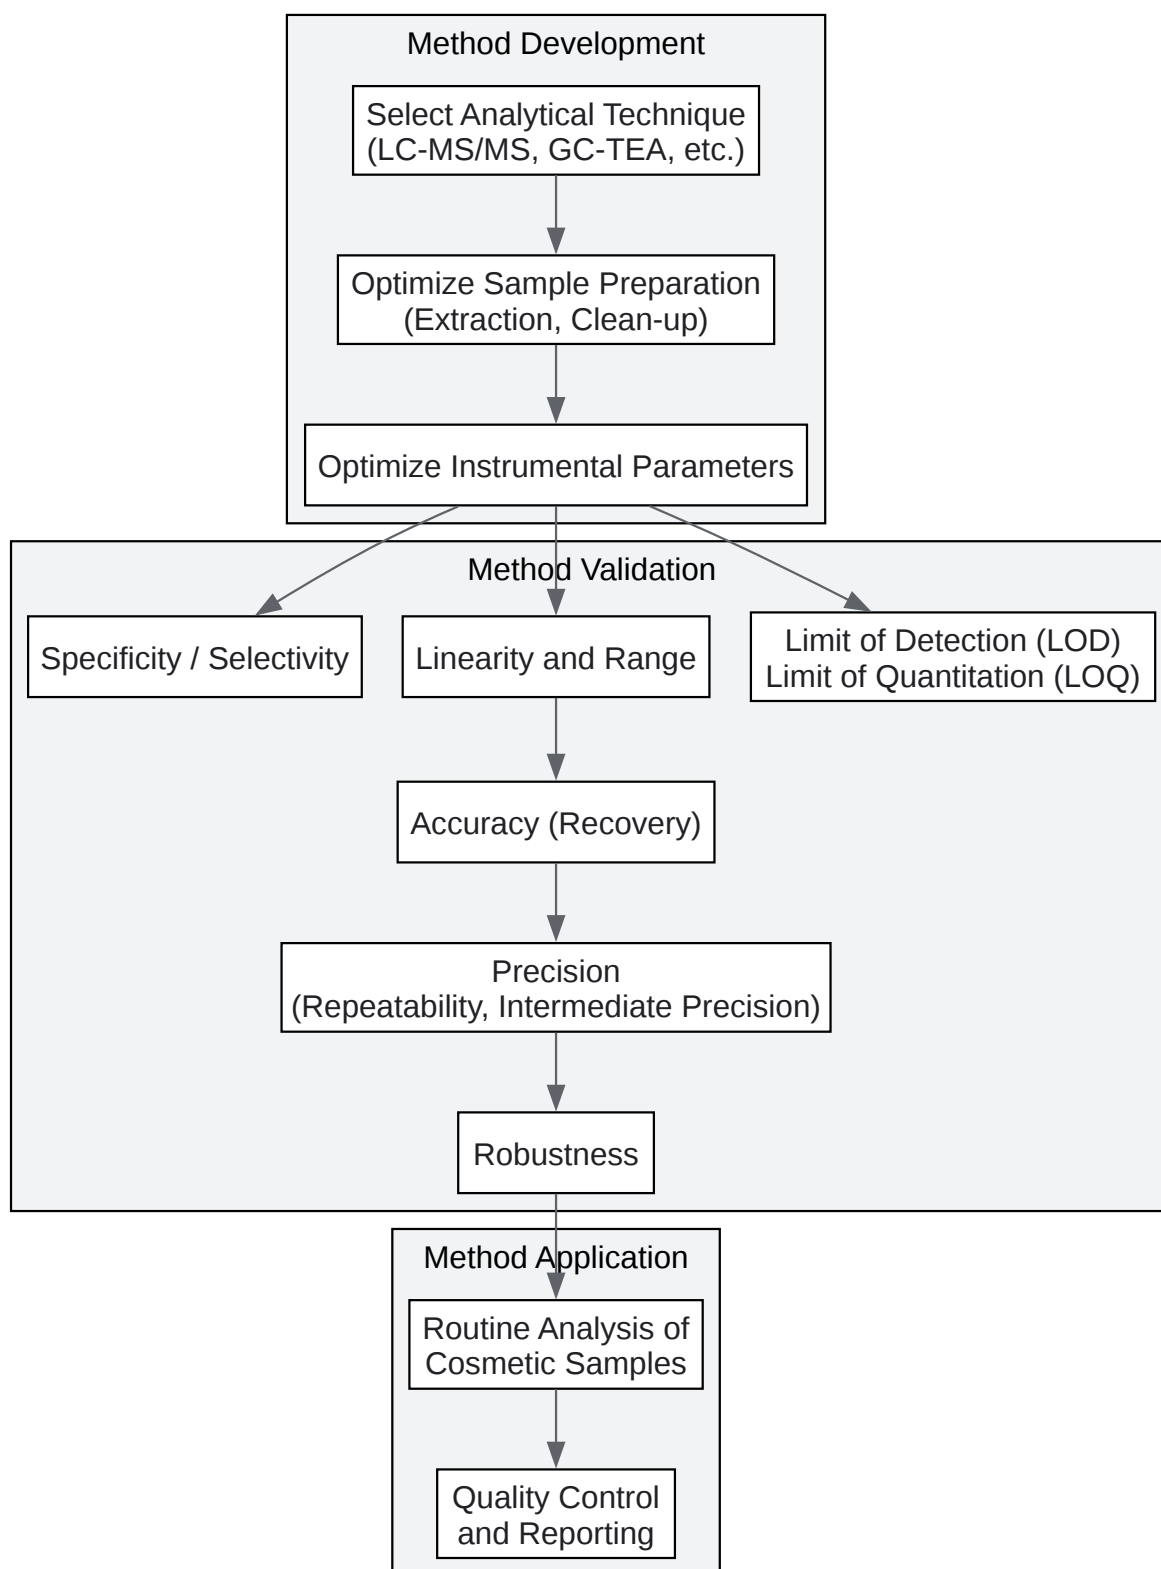 Method Development
Select Analytical Technique
(LC-MS/MS, GC-TEA, etc.)
Optimize Sample Preparation
(Extraction, Clean-up)
Optimize Instrumental Parameters
Method Validation
Specificity / Selectivity
Linearity and Range
Limit of Detection (LOD)
Limit of Quantitation (LOQ)
Accuracy (Recovery)
Precision
(Repeatability, Intermediate Precision)
Robustness
Method Application
Routine Analysis of
Cosmetic Samples
Quality Control
and Reporting